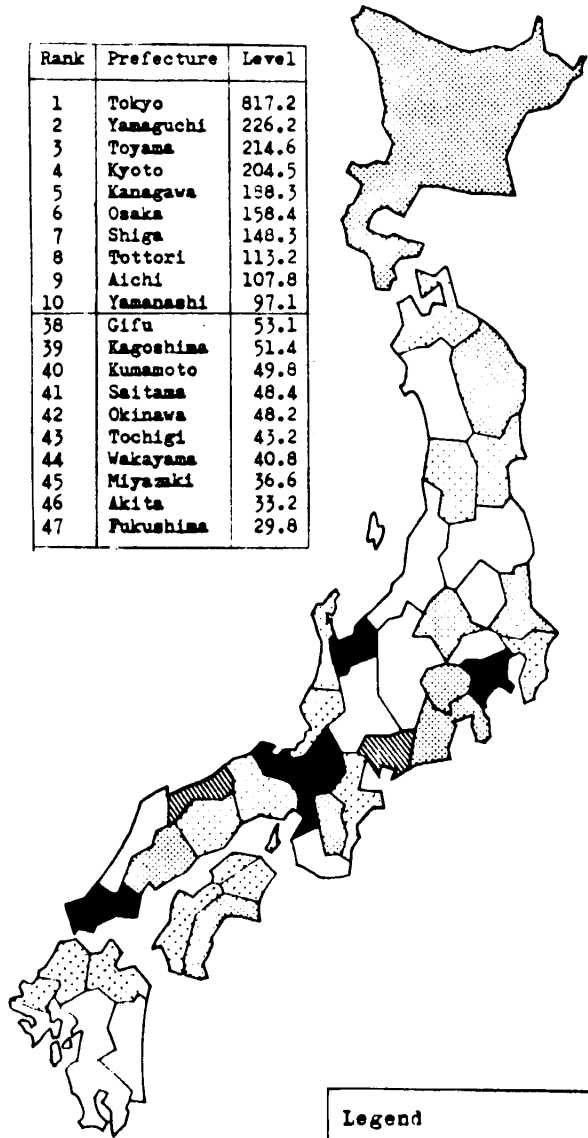 Rank Prefecture Level
1 Tokyo 817.2
2 Yamaguchi 226.2
3 Toyama 214.6
4 Kyoto 204.5
5 Kanagawa 188.3
6 Osaka 158.4
7 Shiga 148.3
8 Tottori 113.2
9 Aichi 107.8
10 Yamanashi 97.1
38 Gifu 53.1
39 Kagoshima 51.4
40 Kumamoto 49.8
41 Saitama 48.4
42 Okinawa 48.2
43 Tochigi 43.2
44 Wakayama 40.8
45 Miyazaki 36.6
46 Akita 33.2
47 Fukushima 29.8
Legend